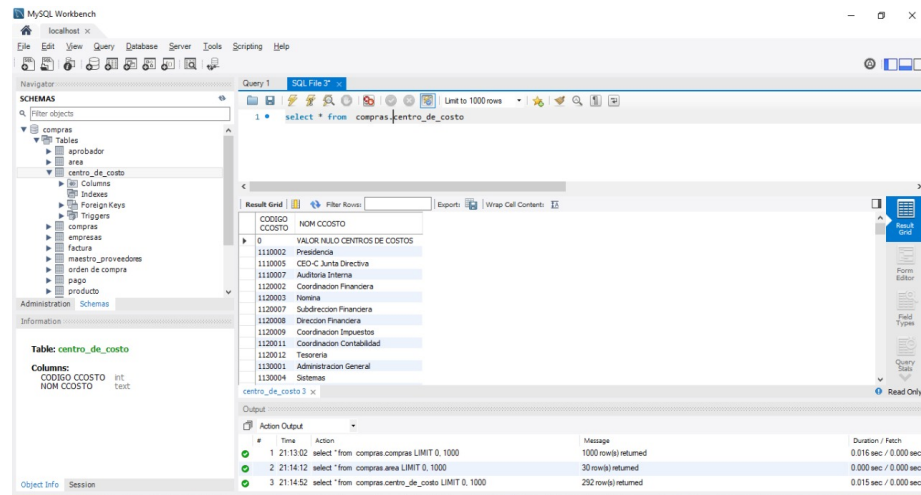 MySQL Workbench
localhost
File Edit View Query Database Server Tools Scripting Help
Navigator
SCHEMAS
Filter objects
compras
Tables
aprobador
area
centro_de_costo
Columns
Indexes
Foreign Keys
Triggers
compras
empresas
factura
maestro_proveedores
orden de compra
pago
producto
Administration Schemas
Information
Table: centro_de_costo
Columns:
CODIGO CCOSTO int
NOM CCOSTO text
Object Info Session
Query 1 SQL File 3*
Limit to 1000 rows
1 select * from compras.centro_de_costo
Result Grid Filter Rows: Export: Wrap Cell Content:
CODIGO CCOSTO NOM CCOSTO
0 VALOR NULO CENTROS DE COSTOS
1110002 Presidencia
1110005 CEO-C Junta Directiva
1110007 Auditoria Interna
1120002 Coordinacion Financiera
1120003 Nomina
1120007 Subdireccion Financiera
1120008 Direccion Financiera
1120009 Coordinacion Impuestos
1120011 Coordinacion Contabilidad
1120012 Tesoreria
1130001 Administracion General
1130004 Sistemas
Result Grid
Form Editor
Field Types
Query Stats
centro_de_costo 3
Read Only
Output
Action Output
# Time Action Message Duration / Fetch
1 21:13:02 select * from compras.compras LIMIT 0, 1000 1000 row(s) returned 0.016 sec / 0.000 sec
2 21:14:12 select * from compras.area LIMIT 0, 1000 30 row(s) returned 0.000 sec / 0.000 sec
3 21:14:52 select * from compras.centro_de_costo LIMIT 0, 1000 292 row(s) returned 0.015 sec / 0.000 sec